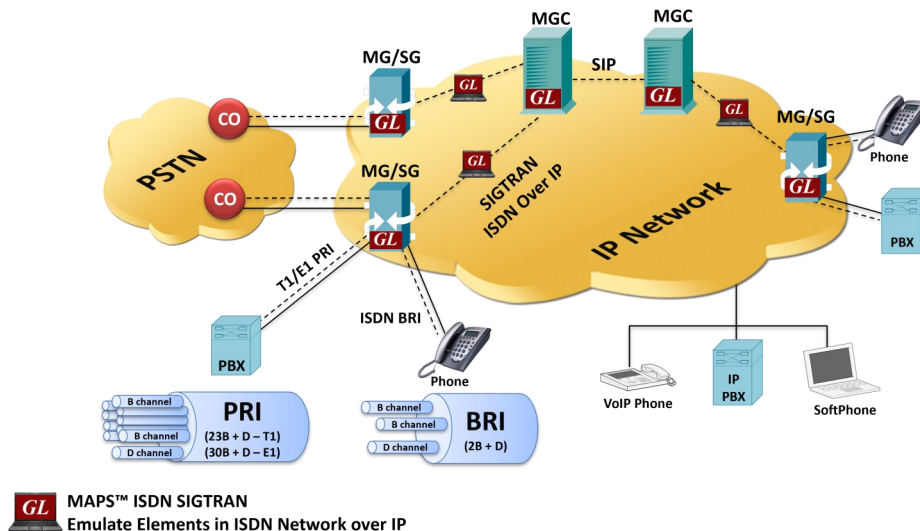 MGC
MGC
MG/SG
SIP
GL
GL
GL
GL
MG/SG
GL
CO
GL
Phone
PSTN
MG/SG
GL
GL
CO
SIGTRAN
ISDN Over IP
IP Network
GL
PBX
T1/E1 PRI
ISDN BRI
PBX
Phone
IP
PBX
VoIP Phone
SoftPhone
B channel
B channel
D channel
PRI
(23B + D – T1)
(30B + D – E1)
B channel
B channel
D channel
BRI
(2B + D)
GL
MAPS™ ISDN SIGTRAN
Emulate Elements in ISDN Network over IP